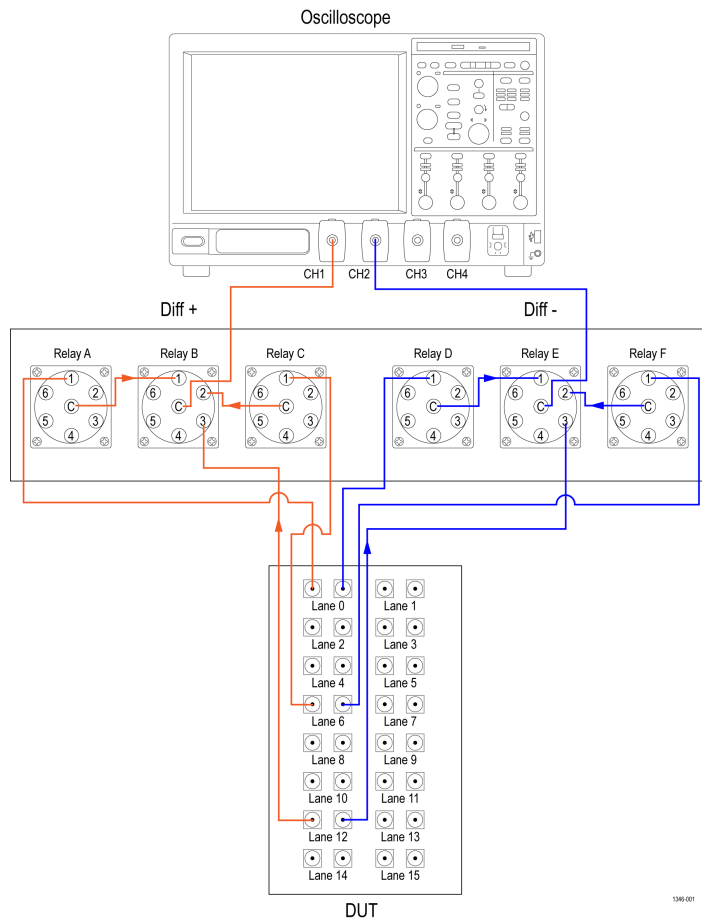 Oscilloscope
CH1 CH2 CH3 CH4
Diff + Diff -
Relay A Relay B Relay C Relay D Relay E Relay F
1 1 1 1 1 1
6 2 6 2 6 2 6 2 6 2 6 2
C C C C C C
5 3 5 3 5 3 5 3 5 3 5 3
4 4 4 4 4 4
Lane 0 Lane 1
Lane 2 Lane 3
Lane 4 Lane 5
Lane 6 Lane 7
Lane 8 Lane 9
Lane 10 Lane 11
Lane 12 Lane 13
Lane 14 Lane 15
1346-001
DUT